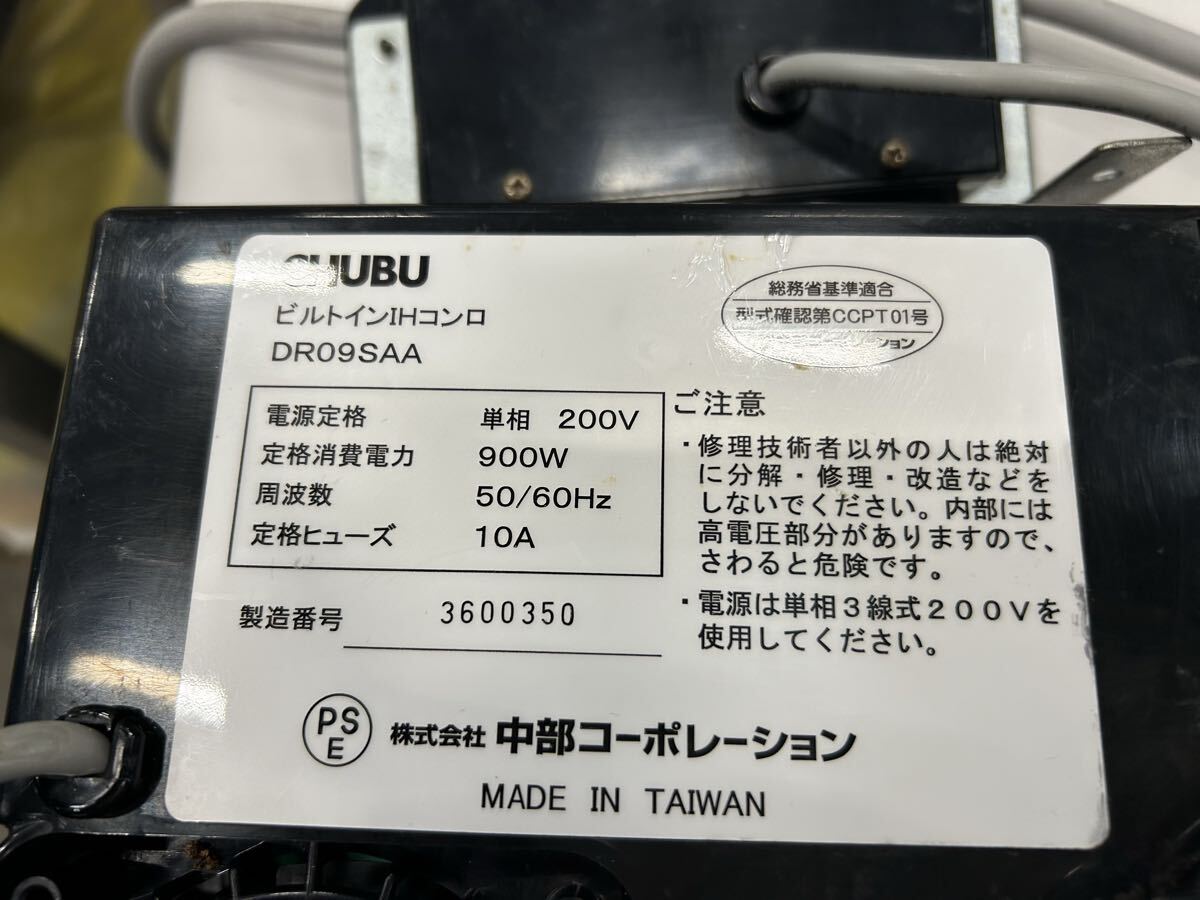 CHUBU
ビルトインIHコンロ
DR09SAA
総務省基準適合
型式確認第CCPT01号
電源定格 単相 200V
定格消費電力 900W
周波数 50/60Hz
定格ヒューズ 10A
製造番号 3600350
ご注意
・修理技術者以外の人は絶対
に分解・修理・改造などを
しないでください。内部には
高電圧部分がありますので、
さわると危険です。
・電源は単相3線式200Vを
使用してください。
PS
E
株式会社 中部コーポレーション
MADE IN TAIWAN